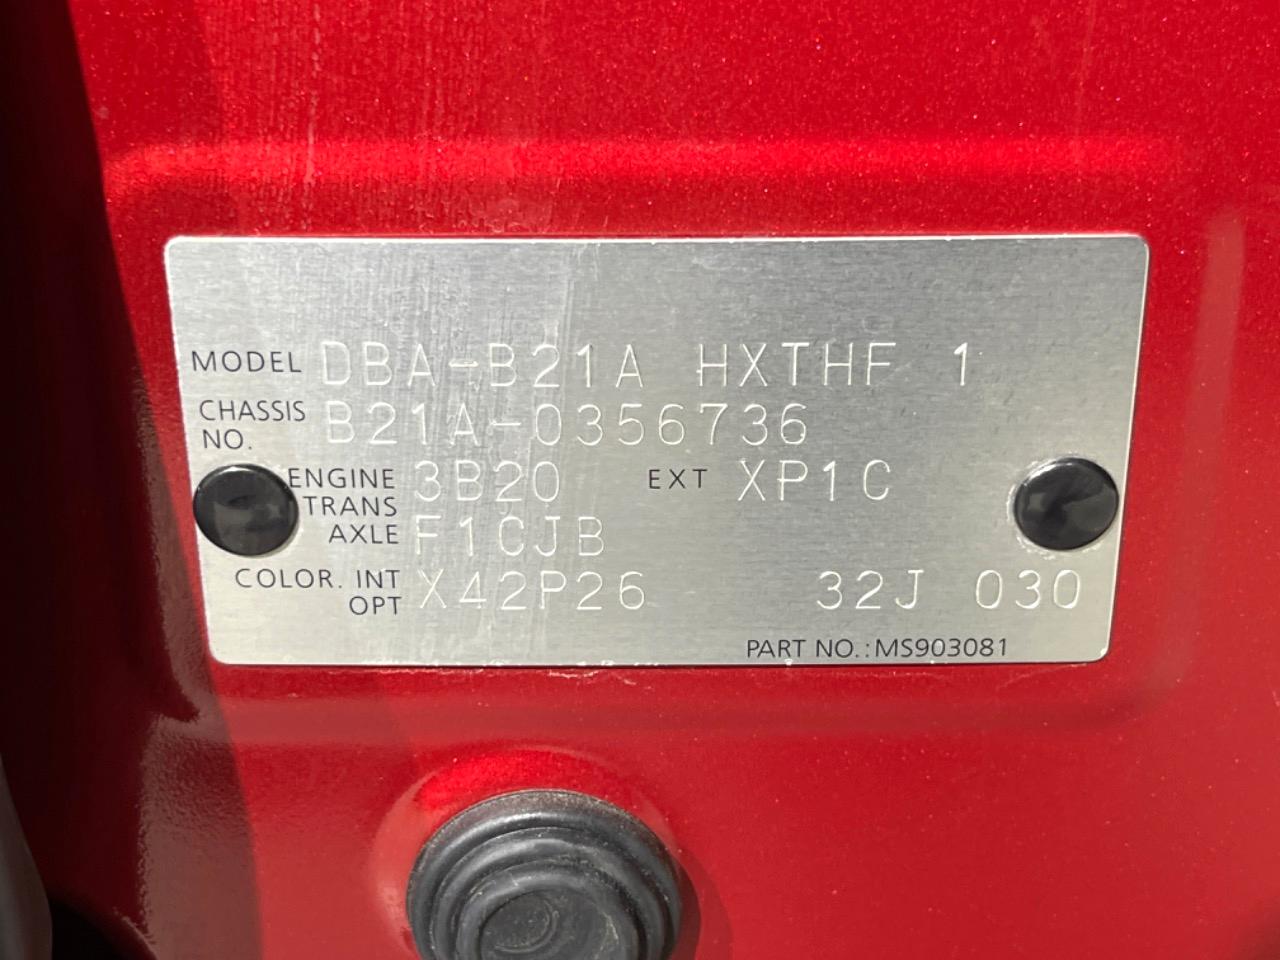 MODEL DBA-B21A HXTHF 1
CHASSIS NO. B21A-0356736
ENGINE 3B20 EXT XP1C
TRANS AXLE F1CJB
COLOR. INT OPT X42P26 32J 030
PART NO.:MS903081